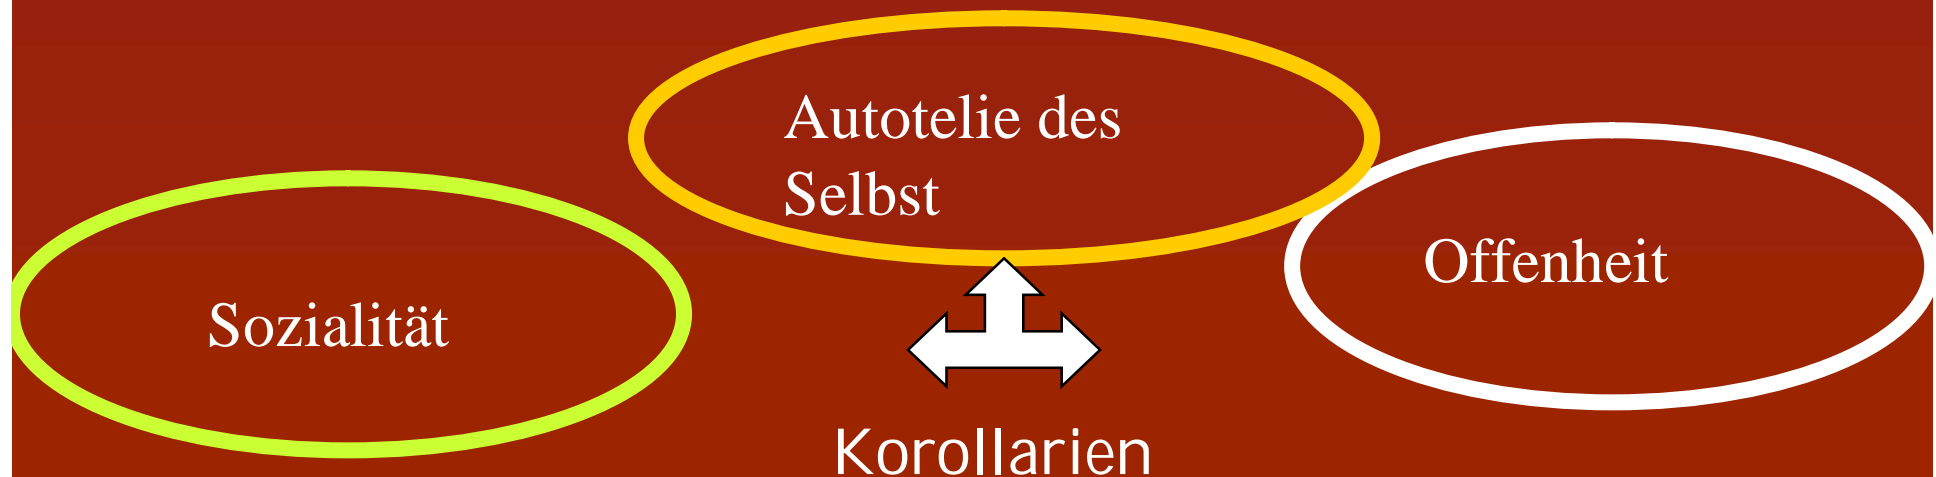 Autotelie des
Selbst
Offenheit
Sozialität
Korollarien